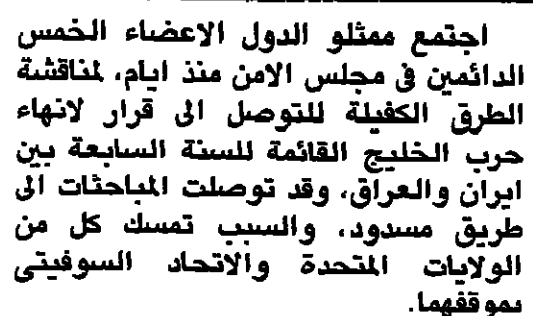 اجتمع ممثلو الدول الاعضاء الخمس
الدائمين في مجلس الامن منذ ايام، لمناقشة
الطرق الكفيلة للتوصل الى قرار لانهاء
حرب الخليج القائمة للسنة السابعة بين
ايران والعراق، وقد توصلت المباحثات الى
طريق مسدود، والسبب تمسك كل من
الولايات المتحدة والاتحاد السوفيتى
بموقفهما.